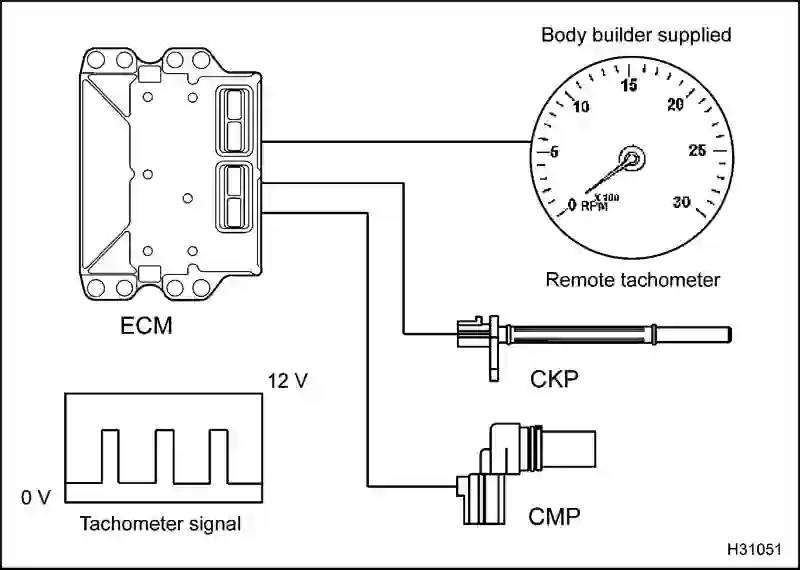 Body builder supplied
0
5
10
15
20
25
30
X 100
RPM
Remote tachometer
ECM
CKP
CMP
12 V
0 V
Tachometer signal
H31051